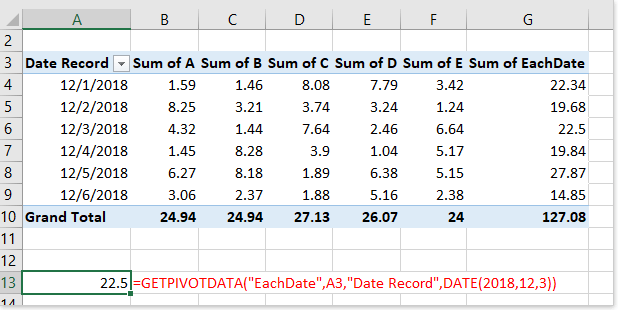 A B C D E F G
2
3 Date Record Sum of A Sum of B Sum of C Sum of D Sum of E Sum of EachDate
4 12/1/2018 1.59 1.46 8.08 7.79 3.42 22.34
5 12/2/2018 8.25 3.21 3.74 3.24 1.24 19.68
6 12/3/2018 4.32 1.44 7.64 2.46 6.64 22.5
7 12/4/2018 1.45 8.28 3.9 1.04 5.17 19.84
8 12/5/2018 6.27 8.18 1.89 6.38 5.15 27.87
9 12/6/2018 3.06 2.37 1.88 5.16 2.38 14.85
10 Grand Total 24.94 24.94 27.13 26.07 24 127.08
11
12
13 22.5 =GETPIVOTDATA("EachDate",A3,"Date Record",DATE(2018,12,3))
14